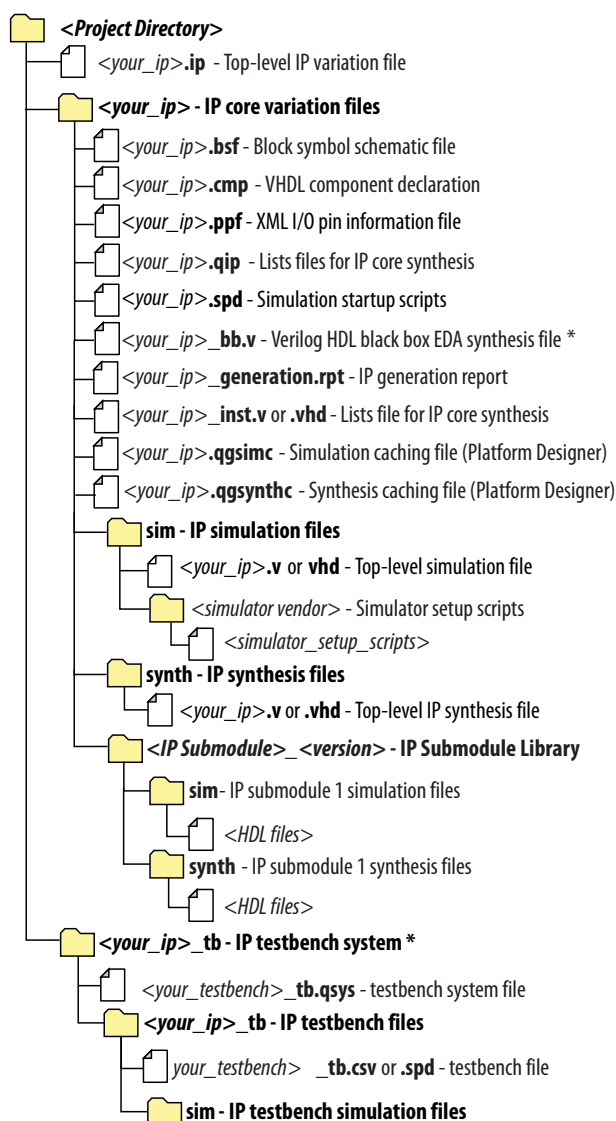 <Project Directory>
<your_ip>.ip - Top-level IP variation file
<your_ip> - IP core variation files
<your_ip>.bsf - Block symbol schematic file
<your_ip>.cmp - VHDL component declaration
<your_ip>.ppf - XML I/O pin information file
<your_ip>.qip - Lists files for IP core synthesis
<your_ip>.spd - Simulation startup scripts
<your_ip>_bb.v - Verilog HDL black box EDA synthesis file *
<your_ip>_generation.rpt - IP generation report
<your_ip>_inst.v or .vhd - Lists file for IP core synthesis
<your_ip>.qgsimc - Simulation caching file (Platform Designer)
<your_ip>.qgsynthc - Synthesis caching file (Platform Designer)
sim - IP simulation files
<your_ip>.v or vhd - Top-level simulation file
<simulator vendor> - Simulator setup scripts
<simulator_setup_scripts>
synth - IP synthesis files
<your_ip>.v or .vhd - Top-level IP synthesis file
<IP Submodule>_<version> - IP Submodule Library
sim- IP submodule 1 simulation files
<HDL files>
synth - IP submodule 1 synthesis files
<HDL files>
<your_ip>_tb - IP testbench system *
<your_testbench>_tb.qsys - testbench system file
<your_ip>_tb - IP testbench files
your_testbench> _tb.csv or .spd - testbench file
sim - IP testbench simulation files